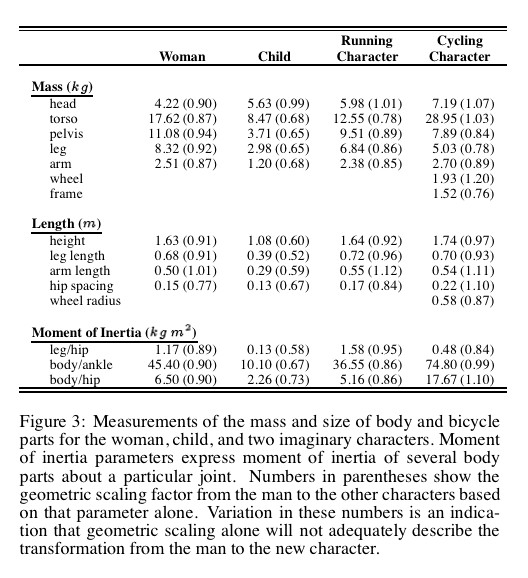 Woman Child Running Character Cycling Character
Mass (kg)
head 4.22 (0.90) 5.63 (0.99) 5.98 (1.01) 7.19 (1.07)
torso 17.62 (0.87) 8.47 (0.68) 12.55 (0.78) 28.95 (1.03)
pelvis 11.08 (0.94) 3.71 (0.65) 9.51 (0.89) 7.89 (0.84)
leg 8.32 (0.92) 2.98 (0.65) 6.84 (0.86) 5.03 (0.78)
arm 2.51 (0.87) 1.20 (0.68) 2.38 (0.85) 2.70 (0.89)
wheel 1.93 (1.20)
frame 1.52 (0.76)
Length (m)
height 1.63 (0.91) 1.08 (0.60) 1.64 (0.92) 1.74 (0.97)
leg length 0.68 (0.91) 0.39 (0.52) 0.72 (0.96) 0.70 (0.93)
arm length 0.50 (1.01) 0.29 (0.59) 0.55 (1.12) 0.54 (1.11)
hip spacing 0.15 (0.77) 0.13 (0.67) 0.17 (0.84) 0.22 (1.10)
wheel radius 0.58 (0.87)
Moment of Inertia (kg m²)
leg/hip 1.17 (0.89) 0.13 (0.58) 1.58 (0.95) 0.48 (0.84)
body/ankle 45.40 (0.90) 10.10 (0.67) 36.55 (0.86) 74.80 (0.99)
body/hip 6.50 (0.90) 2.26 (0.73) 5.16 (0.86) 17.67 (1.10)
Figure 3: Measurements of the mass and size of body and bicycle
parts for the woman, child, and two imaginary characters. Moment
of inertia parameters express moment of inertia of several body
parts about a particular joint. Numbers in parentheses show the
geometric scaling factor from the man to the other characters based
on that parameter alone. Variation in these numbers is an indica-
tion that geometric scaling alone will not adequately describe the
transformation from the man to the new character.